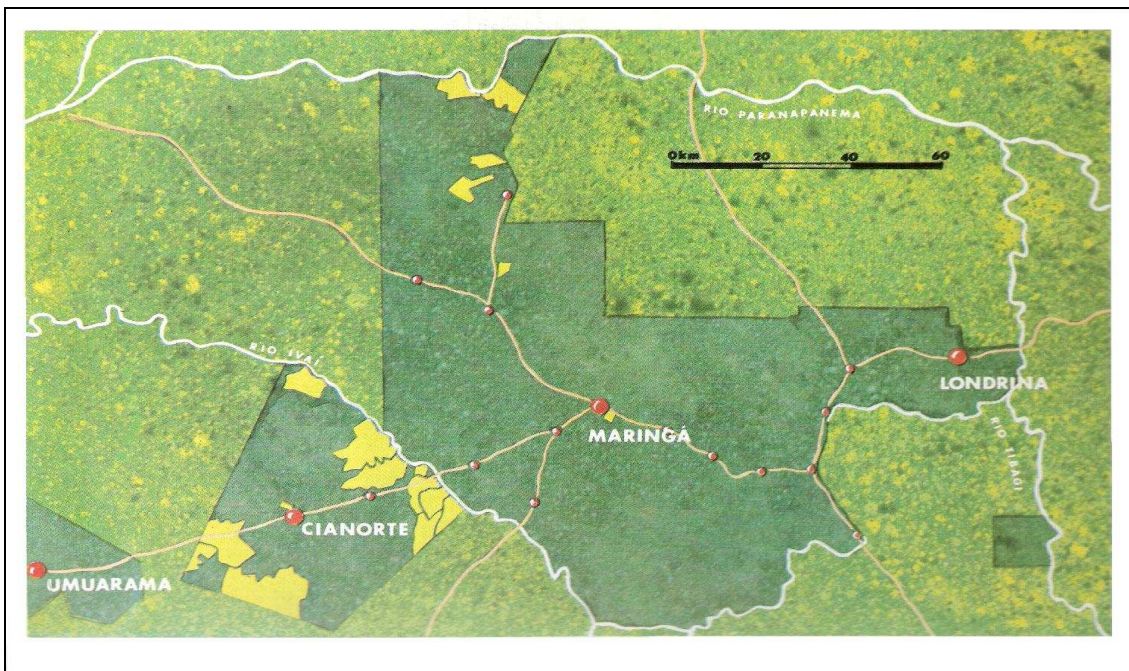 RIO PARANAPANEMA
0km 20 40 60
RIO IVAÍ
LONDRINA
MARINGÁ
RIO TIBAGI
CIANORTE
UMUARAMA